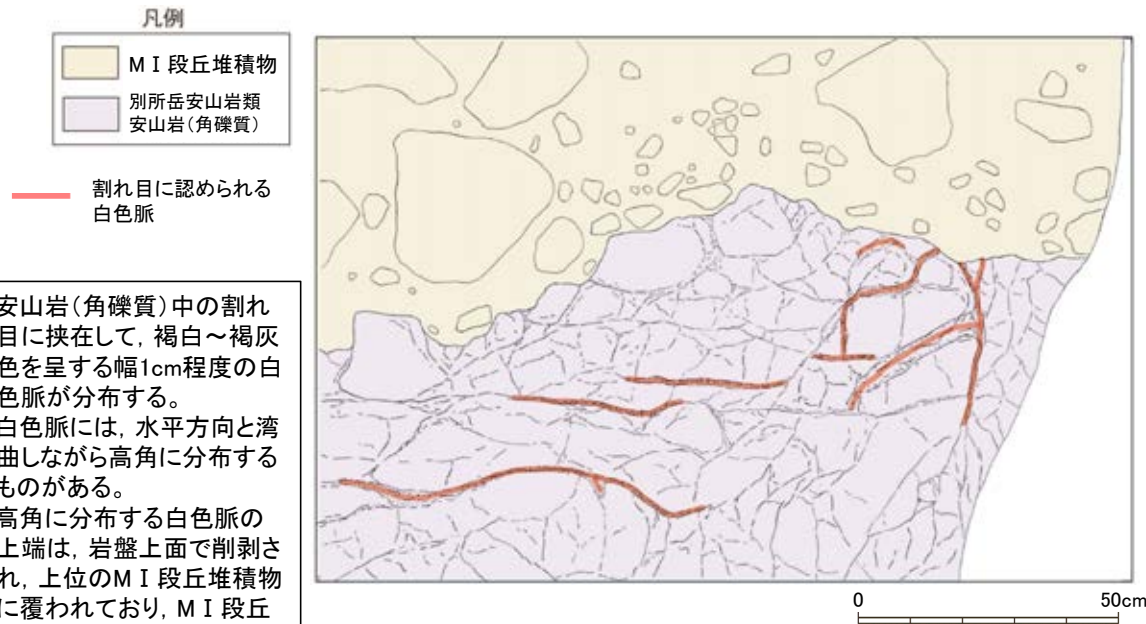 凡例
ＭⅠ段丘堆積物
別所岳安山岩類
安山岩(角礫質)
割れ目に認められる
白色脈
安山岩(角礫質)中の割れ
目に挟在して，褐白～褐灰
色を呈する幅1cm程度の白
色脈が分布する。
白色脈には，水平方向と湾
曲しながら高角に分布する
ものがある。
高角に分布する白色脈の
上端は，岩盤上面で削剥さ
れ，上位のＭⅠ段丘堆積物
に覆われており，ＭⅠ段丘
0 50cm